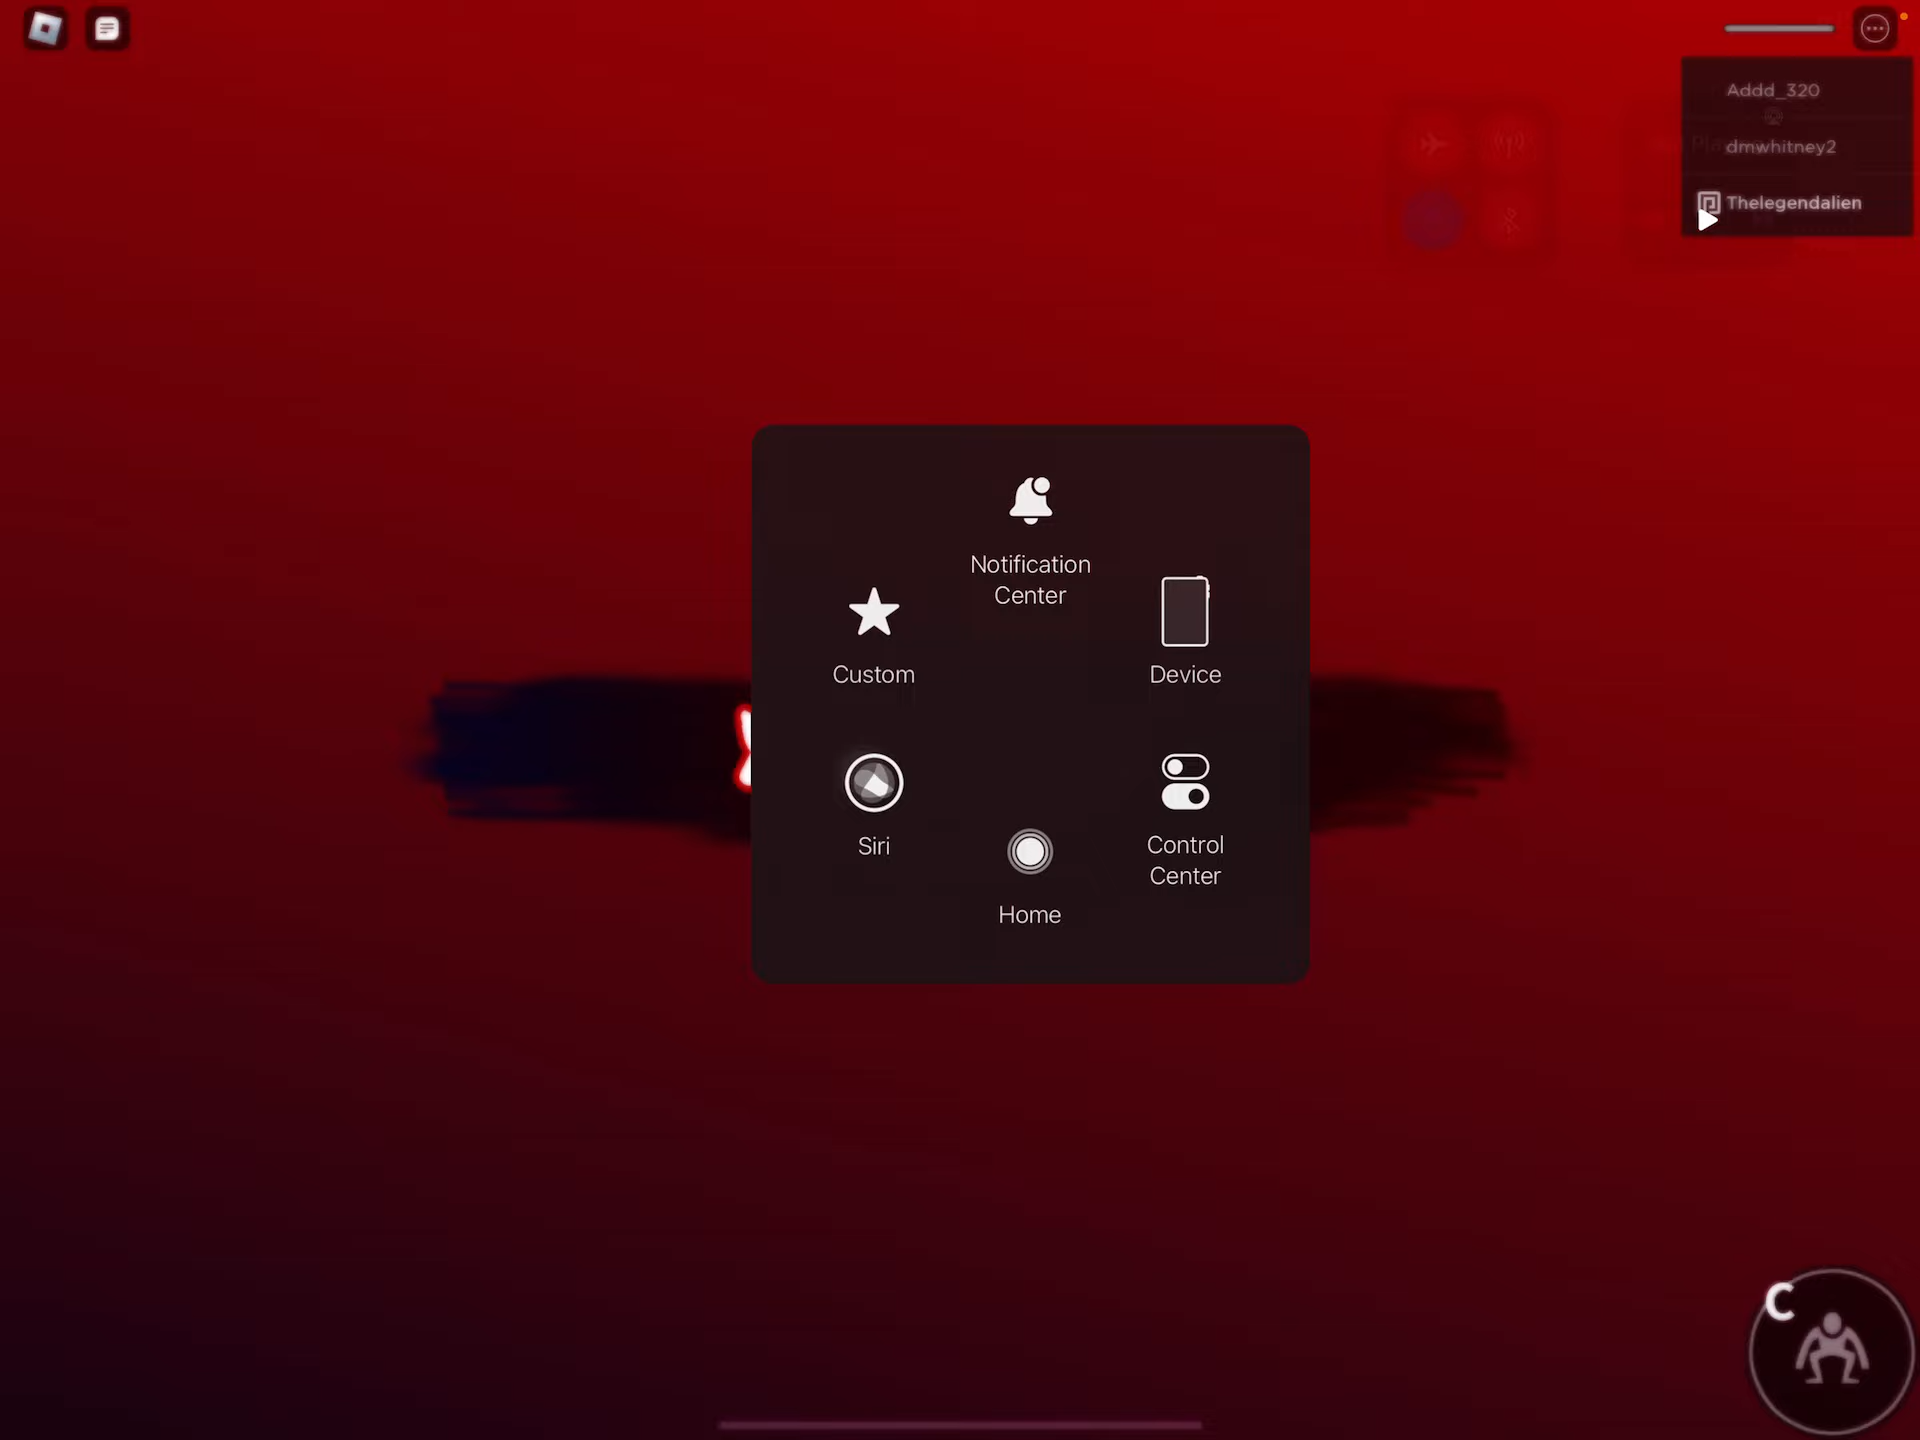 Addd_320
dmwhitney2
Thelegendalien
Notification
Center
Custom
Device
Siri
Control
Center
Home
C